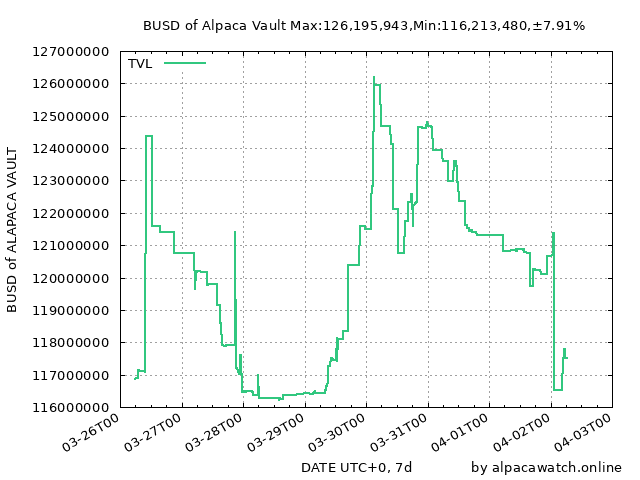 BUSD of Alpaca Vault Max:126,195,943,Min:116,213,480,±7.91%
TVL
BUSD of ALAPACA VAULT
127000000
126000000
125000000
124000000
123000000
122000000
121000000
120000000
119000000
118000000
117000000
116000000
03-26T00
03-27T00
03-28T00
03-29T00
03-30T00
03-31T00
04-01T00
04-02T00
04-03T00
DATE UTC+0, 7d
by alpacawatch.online